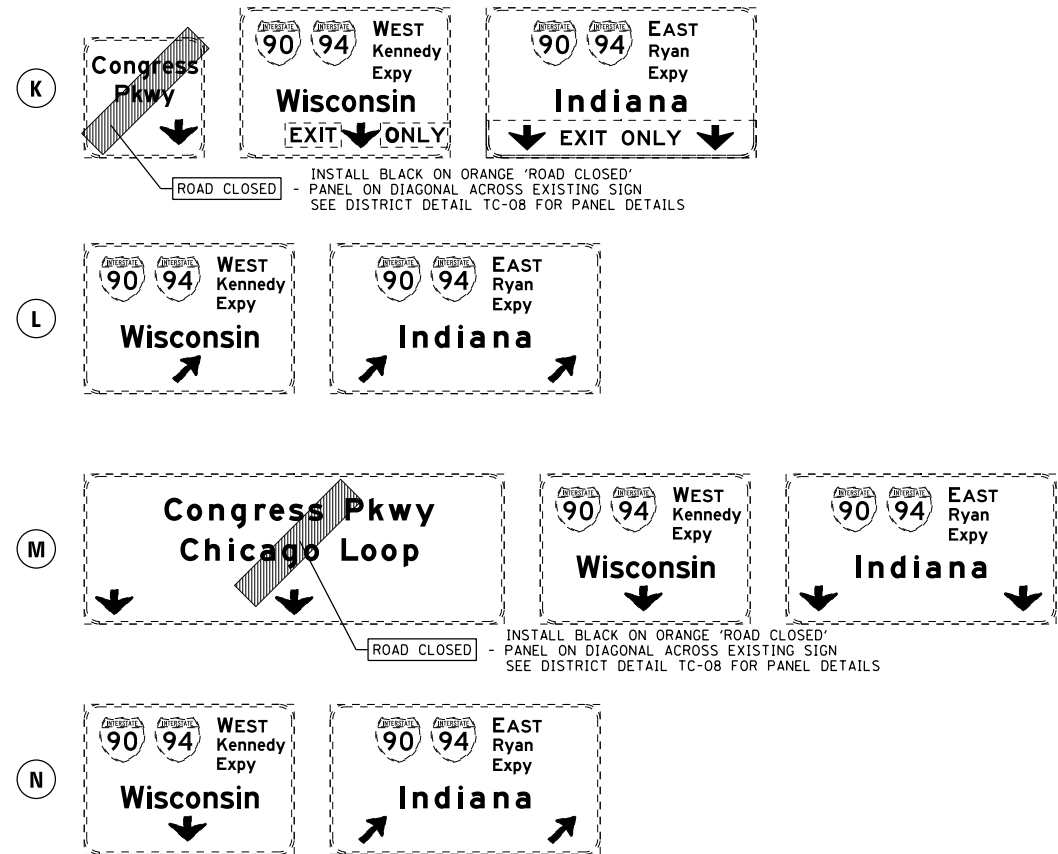 K
Congress
Pkwy
INTERSTATE 90 INTERSTATE 94 WEST
Kennedy
Expy
Wisconsin
EXIT ONLY
INTERSTATE 90 INTERSTATE 94 EAST
Ryan
Expy
Indiana
EXIT ONLY
ROAD CLOSED -
INSTALL BLACK ON ORANGE 'ROAD CLOSED'
PANEL ON DIAGONAL ACROSS EXISTING SIGN
SEE DISTRICT DETAIL TC-08 FOR PANEL DETAILS
L
INTERSTATE 90 INTERSTATE 94 WEST
Kennedy
Expy
Wisconsin
INTERSTATE 90 INTERSTATE 94 EAST
Ryan
Expy
Indiana
M
Congress Pkwy
Chicago Loop
INTERSTATE 90 INTERSTATE 94 WEST
Kennedy
Expy
Wisconsin
INTERSTATE 90 INTERSTATE 94 EAST
Ryan
Expy
Indiana
ROAD CLOSED -
INSTALL BLACK ON ORANGE 'ROAD CLOSED'
PANEL ON DIAGONAL ACROSS EXISTING SIGN
SEE DISTRICT DETAIL TC-08 FOR PANEL DETAILS
N
INTERSTATE 90 INTERSTATE 94 WEST
Kennedy
Expy
Wisconsin
INTERSTATE 90 INTERSTATE 94 EAST
Ryan
Expy
Indiana